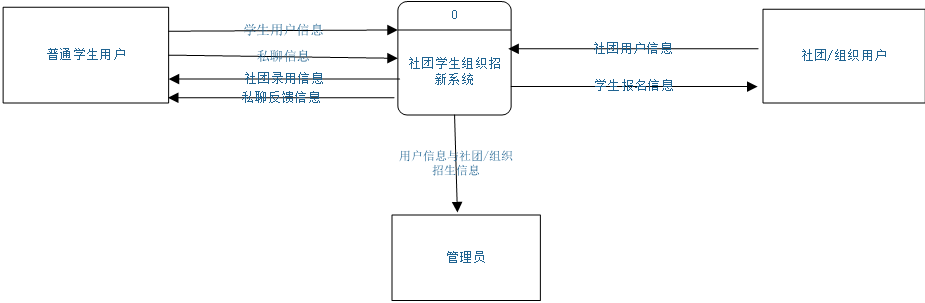 0
学生用户信息
普通学生用户
私聊信息
社团学生组织招
新系统
社团用户信息
社团/组织用户
社团录用信息
学生报名信息
私聊反馈信息
用户信息与社团/组织
招生信息
管理员